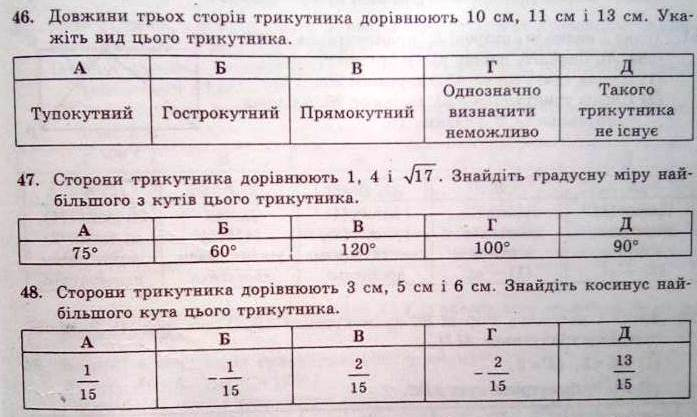 46. Довжини трьох сторін трикутника дорівнюють 10 см, 11 см і 13 см. Ука-
жіть вид цього трикутника.
А Б В Г Д
Тупокутний Гострокутний Прямокутний Однозначно визначити неможливо Такого трикутника не існує
47. Сторони трикутника дорівнюють 1, 4 і √17. Знайдіть градусну міру най-
більшого з кутів цього трикутника.
А Б В Г Д
75° 60° 120° 100° 90°
48. Сторони трикутника дорівнюють 3 см, 5 см і 6 см. Знайдіть косинус най-
більшого кута цього трикутника.
А Б В Г Д
1/15 -1/15 2/15 -2/15 13/15